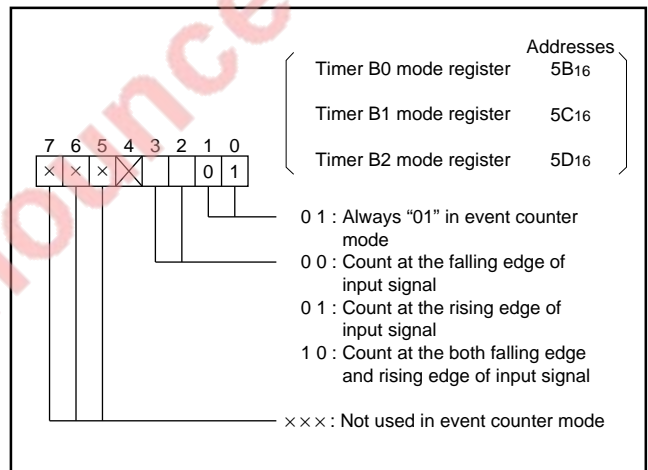 Addresses
Timer B0 mode register 5B16
Timer B1 mode register 5C16
Timer B2 mode register 5D16
7 6 5 4 3 2 1 0
× × × 0 1
0 1 : Always “01” in event counter
mode
0 0 : Count at the falling edge of
input signal
0 1 : Count at the rising edge of
input signal
1 0 : Count at the both falling edge
and rising edge of input signal
××× : Not used in event counter mode